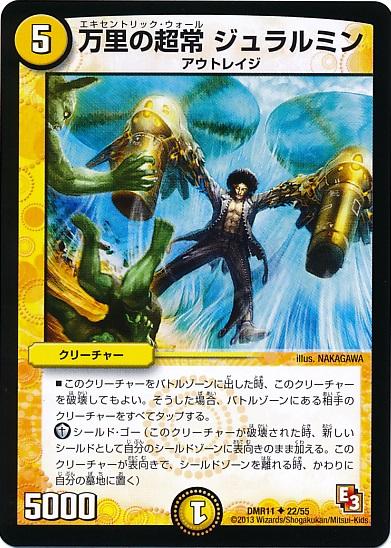 5
エキセントリック・ウォール
万里の超常 ジュラルミン
アウトレイジ
illus. NAKAGAWA
クリーチャー
■このクリーチャーをバトルゾーンに出した時、このクリーチャー
を破壊してもよい。そうした場合、バトルゾーンにある相手の
クリーチャーをすべてタップする。
シールド・ゴー（このクリーチャーが破壊された時、新しい
シールドとして自分のシールドゾーンに表向きのまま加える。こ
のクリーチャーが表向きで、シールドゾーンを離れる時、かわりに
自分の墓地に置く）
5000
1
E3
DMR11 ♦ 22/55
©2013 Wizards/Shogakukan/Mitsui-Kids